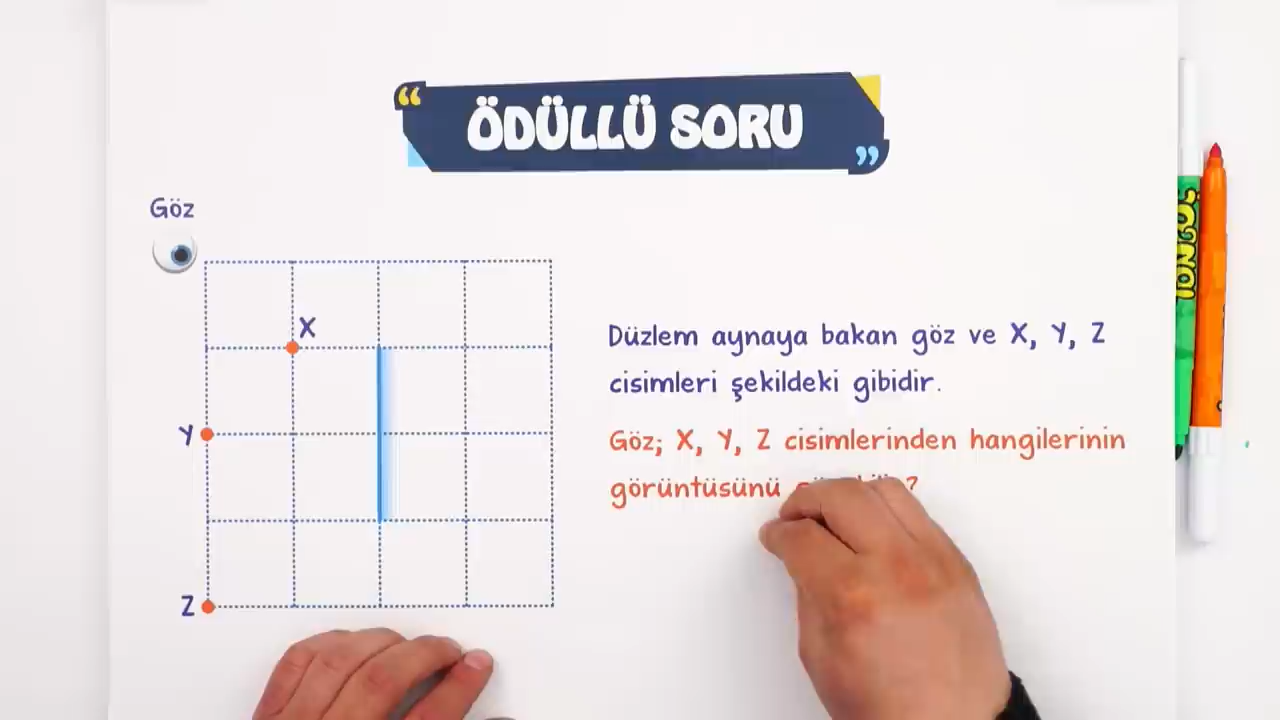 ÖDÜLLÜ SORU
Göz
X
Y
Z
Düzlem aynaya bakan göz ve X, Y, Z
cisimleri şekildeki gibidir.
Göz; X, Y, Z cisimlerinden hangilerinin
görüntüsünü